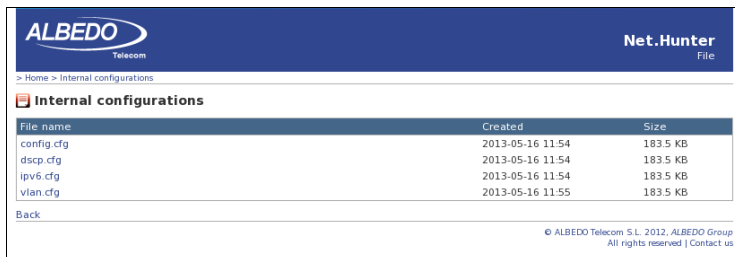 ALBEDO
Telecom
Net.Hunter
File
> Home > Internal configurations
Internal configurations
File name Created Size
config.cfg 2013-05-16 11:54 183.5 KB
dscp.cfg 2013-05-16 11:54 183.5 KB
ipv6.cfg 2013-05-16 11:54 183.5 KB
vlan.cfg 2013-05-16 11:55 183.5 KB
Back
© ALBEDO Telecom S.L. 2012, ALBEDO Group
All rights reserved | Contact us